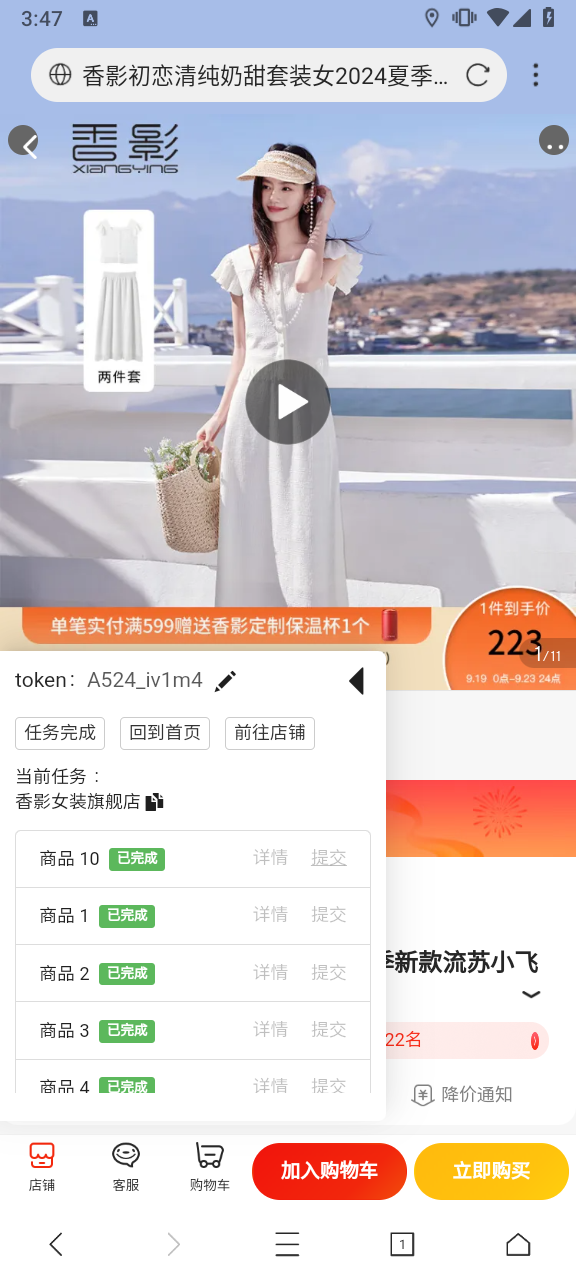 3:47
A
香影初恋清纯奶甜套装女2024夏季...
香影
XIANGYING
两件套
单笔实付满599赠送香影定制保温杯1个
1件到手价
223
1/11
9.19 0点-9.23 24点
token: A524_iv1m4
任务完成 回到首页 前往店铺
当前任务：
香影女装旗舰店
商品 10 已完成 详情 提交
商品 1 已完成 详情 提交
商品 2 已完成 详情 提交
商品 3 已完成 详情 提交
商品 4 已完成 详情 提交
季新款流苏小飞
22名
降价通知
店铺 客服 购物车 加入购物车 立即购买
1